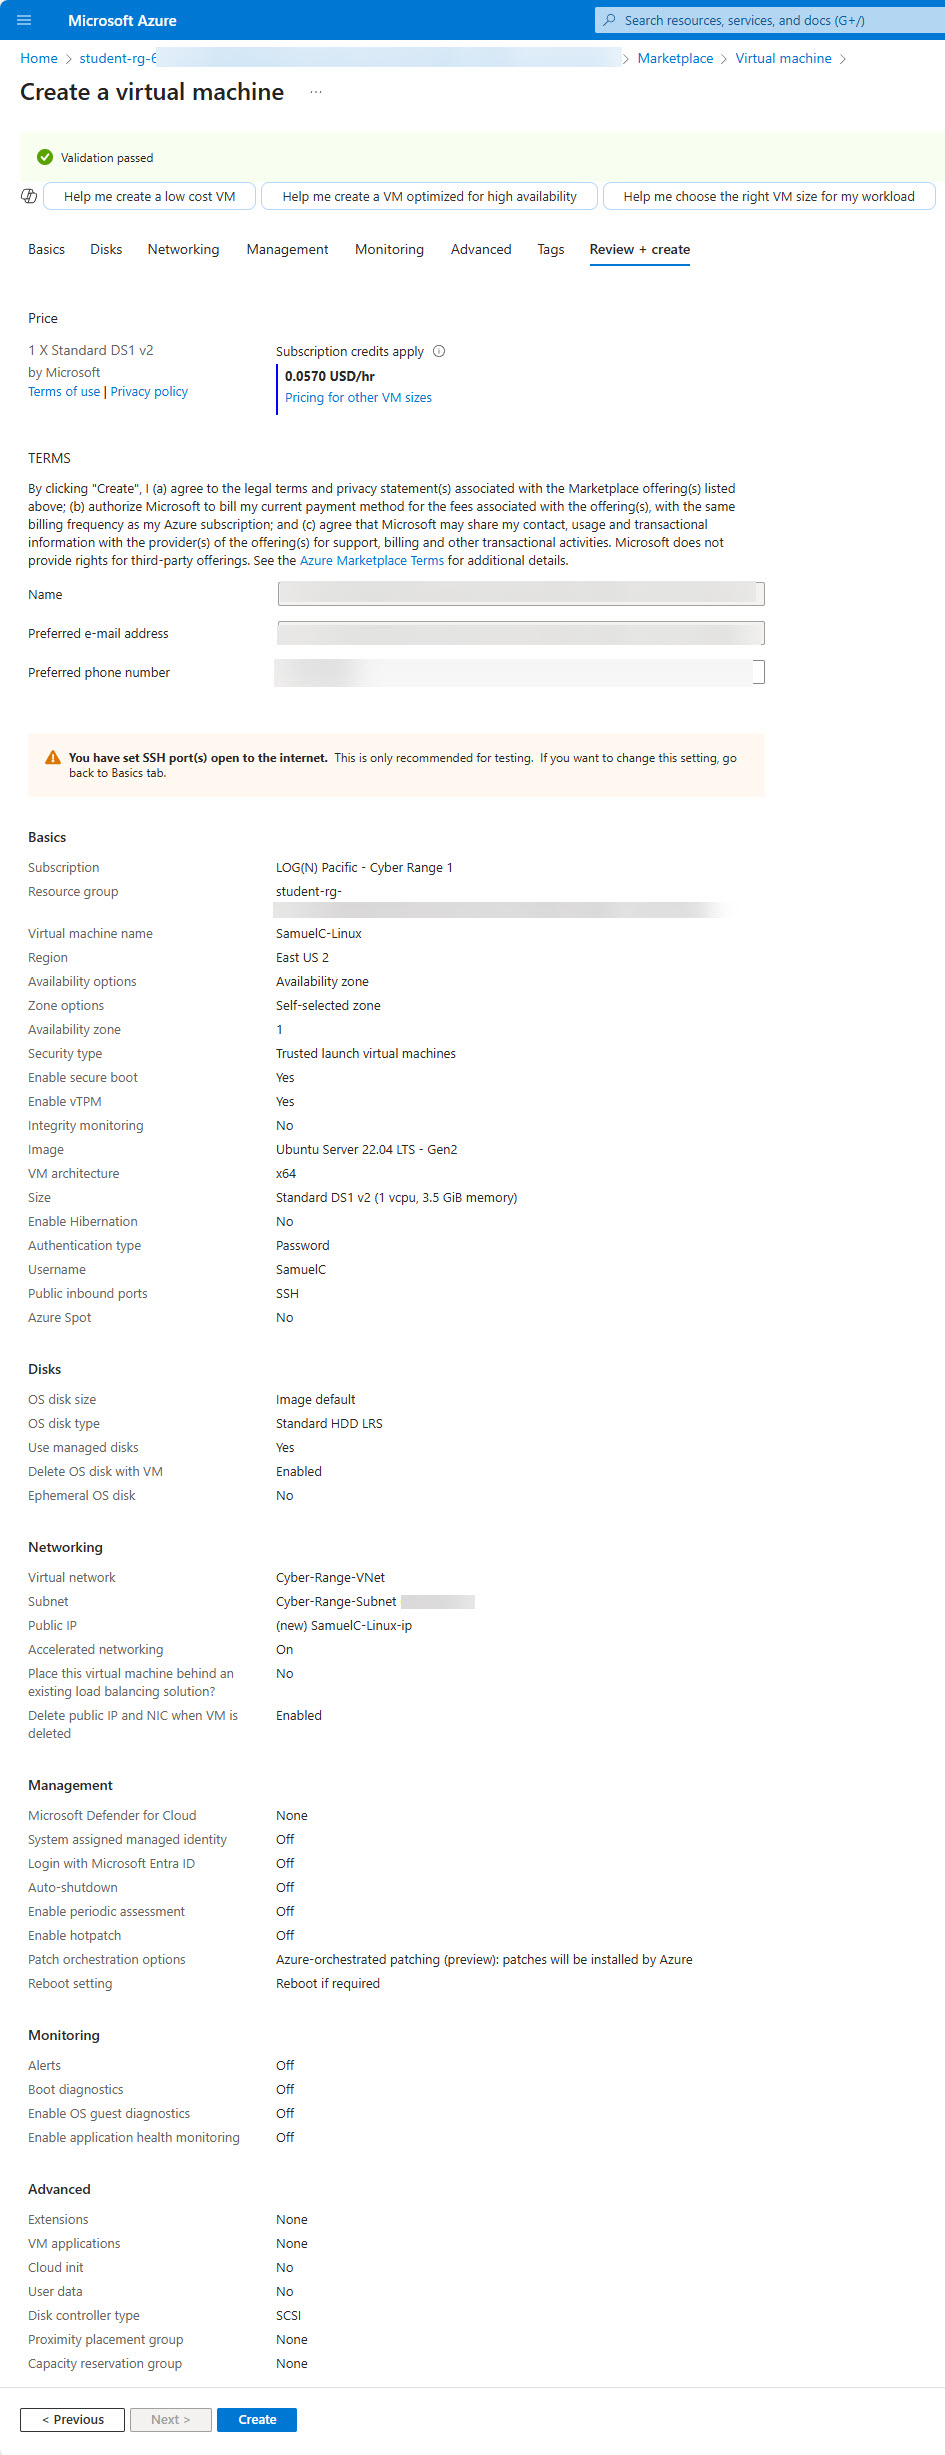 Microsoft Azure
Search resources, services, and docs (G+/)
Home > student-rg-6 > Marketplace > Virtual machine >
Create a virtual machine ...
Validation passed
Help me create a low cost VM
Help me create a VM optimized for high availability
Help me choose the right VM size for my workload
Basics Disks Networking Management Monitoring Advanced Tags Review + create
Price
1 X Standard DS1 v2
by Microsoft
Terms of use | Privacy policy
Subscription credits apply
0.0570 USD/hr
Pricing for other VM sizes
TERMS
By clicking "Create", I (a) agree to the legal terms and privacy statement(s) associated with the Marketplace offering(s) listed
above; (b) authorize Microsoft to bill my current payment method for the fees associated with the offering(s), with the same
billing frequency as my Azure subscription; and (c) agree that Microsoft may share my contact, usage and transactional
information with the provider(s) of the offering(s) for support, billing and other transactional activities. Microsoft does not
provide rights for third-party offerings. See the Azure Marketplace Terms for additional details.
Name
Preferred e-mail address
Preferred phone number
You have set SSH port(s) open to the internet. This is only recommended for testing. If you want to change this setting, go
back to Basics tab.
Basics
Subscription LOG(N) Pacific - Cyber Range 1
Resource group student-rg-
Virtual machine name SamuelC-Linux
Region East US 2
Availability options Availability zone
Zone options Self-selected zone
Availability zone 1
Security type Trusted launch virtual machines
Enable secure boot Yes
Enable vTPM Yes
Integrity monitoring No
Image Ubuntu Server 22.04 LTS - Gen2
VM architecture x64
Size Standard DS1 v2 (1 vcpu, 3.5 GiB memory)
Enable Hibernation No
Authentication type Password
Username SamuelC
Public inbound ports SSH
Azure Spot No
Disks
OS disk size Image default
OS disk type Standard HDD LRS
Use managed disks Yes
Delete OS disk with VM Enabled
Ephemeral OS disk No
Networking
Virtual network Cyber-Range-VNet
Subnet Cyber-Range-Subnet
Public IP (new) SamuelC-Linux-ip
Accelerated networking On
Place this virtual machine behind an No
existing load balancing solution?
Delete public IP and NIC when VM is Enabled
deleted
Management
Microsoft Defender for Cloud None
System assigned managed identity Off
Login with Microsoft Entra ID Off
Auto-shutdown Off
Enable periodic assessment Off
Enable hotpatch Off
Patch orchestration options Azure-orchestrated patching (preview): patches will be installed by Azure
Reboot setting Reboot if required
Monitoring
Alerts Off
Boot diagnostics Off
Enable OS guest diagnostics Off
Enable application health monitoring Off
Advanced
Extensions None
VM applications None
Cloud init No
User data No
Disk controller type SCSI
Proximity placement group None
Capacity reservation group None
< Previous Next > Create